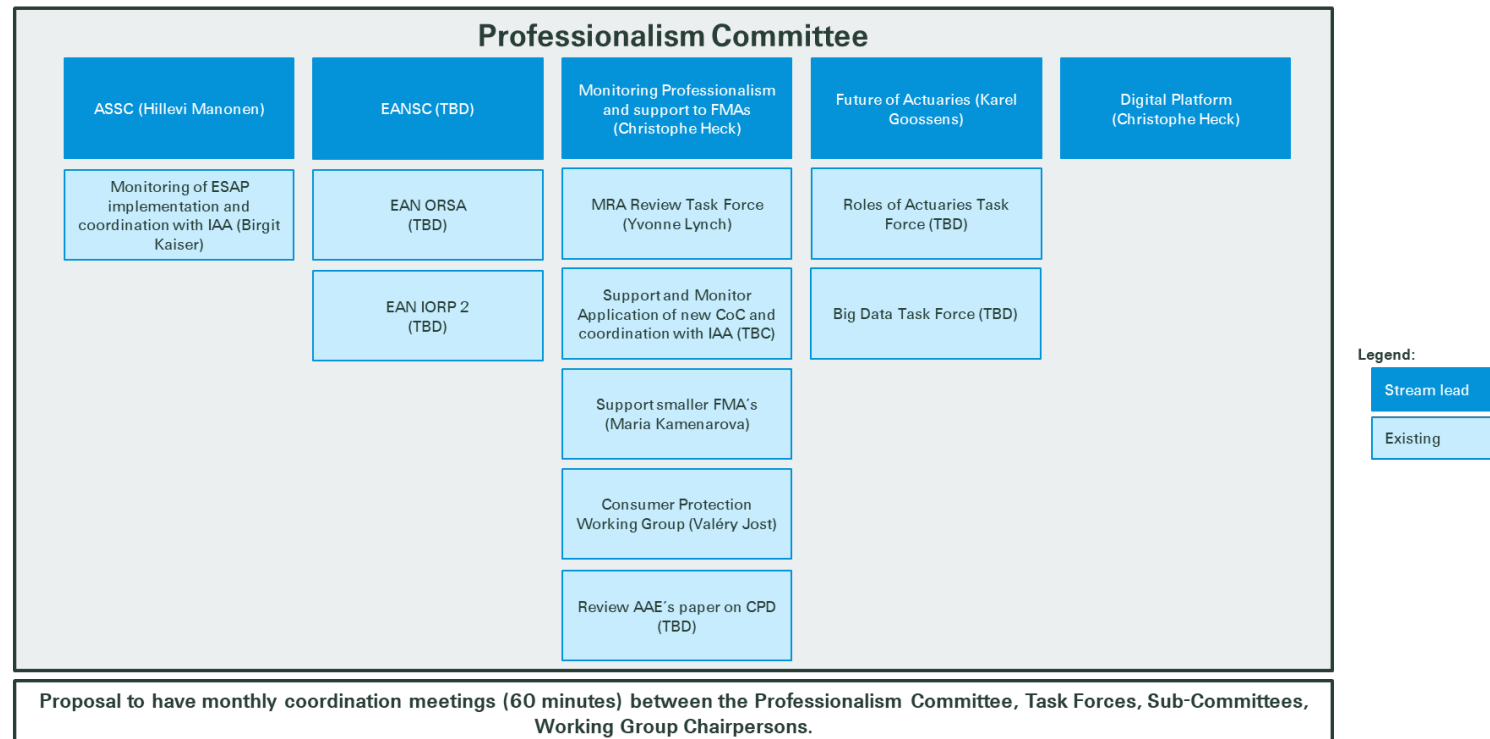 Professionalism Committee
ASSC (Hillevi Manonen)
EANSC (TBD)
Monitoring Professionalism
and support to FMAs
(Christophe Heck)
Future of Actuaries (Karel
Goossens)
Digital Platform
(Christophe Heck)
Monitoring of ESAP
implementation and
coordination with IAA (Birgit
Kaiser)
EAN ORSA
(TBD)
MRA Review Task Force
(Yvonne Lynch)
Roles of Actuaries Task
Force (TBD)
EAN IORP 2
(TBD)
Support and Monitor
Application of new CoC and
coordination with IAA (TBC)
Big Data Task Force (TBD)
Support smaller FMA´s
(Maria Kamenarova)
Consumer Protection
Working Group (Valéry Jost)
Review AAE´s paper on CPD
(TBD)
Legend:
Stream lead
Existing
Proposal to have monthly coordination meetings (60 minutes) between the Professionalism Committee, Task Forces, Sub-Committees,
Working Group Chairpersons.